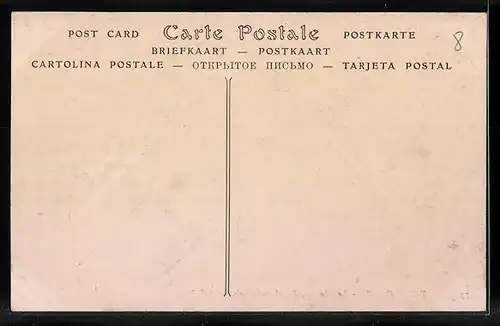 POST CARD Carte Postale POSTKARTE
BRIEFKAART — POSTKAART
CARTOLINA POSTALE — ОТКРЫТОЕ ПИСЬМО — TARJETA POSTAL
8